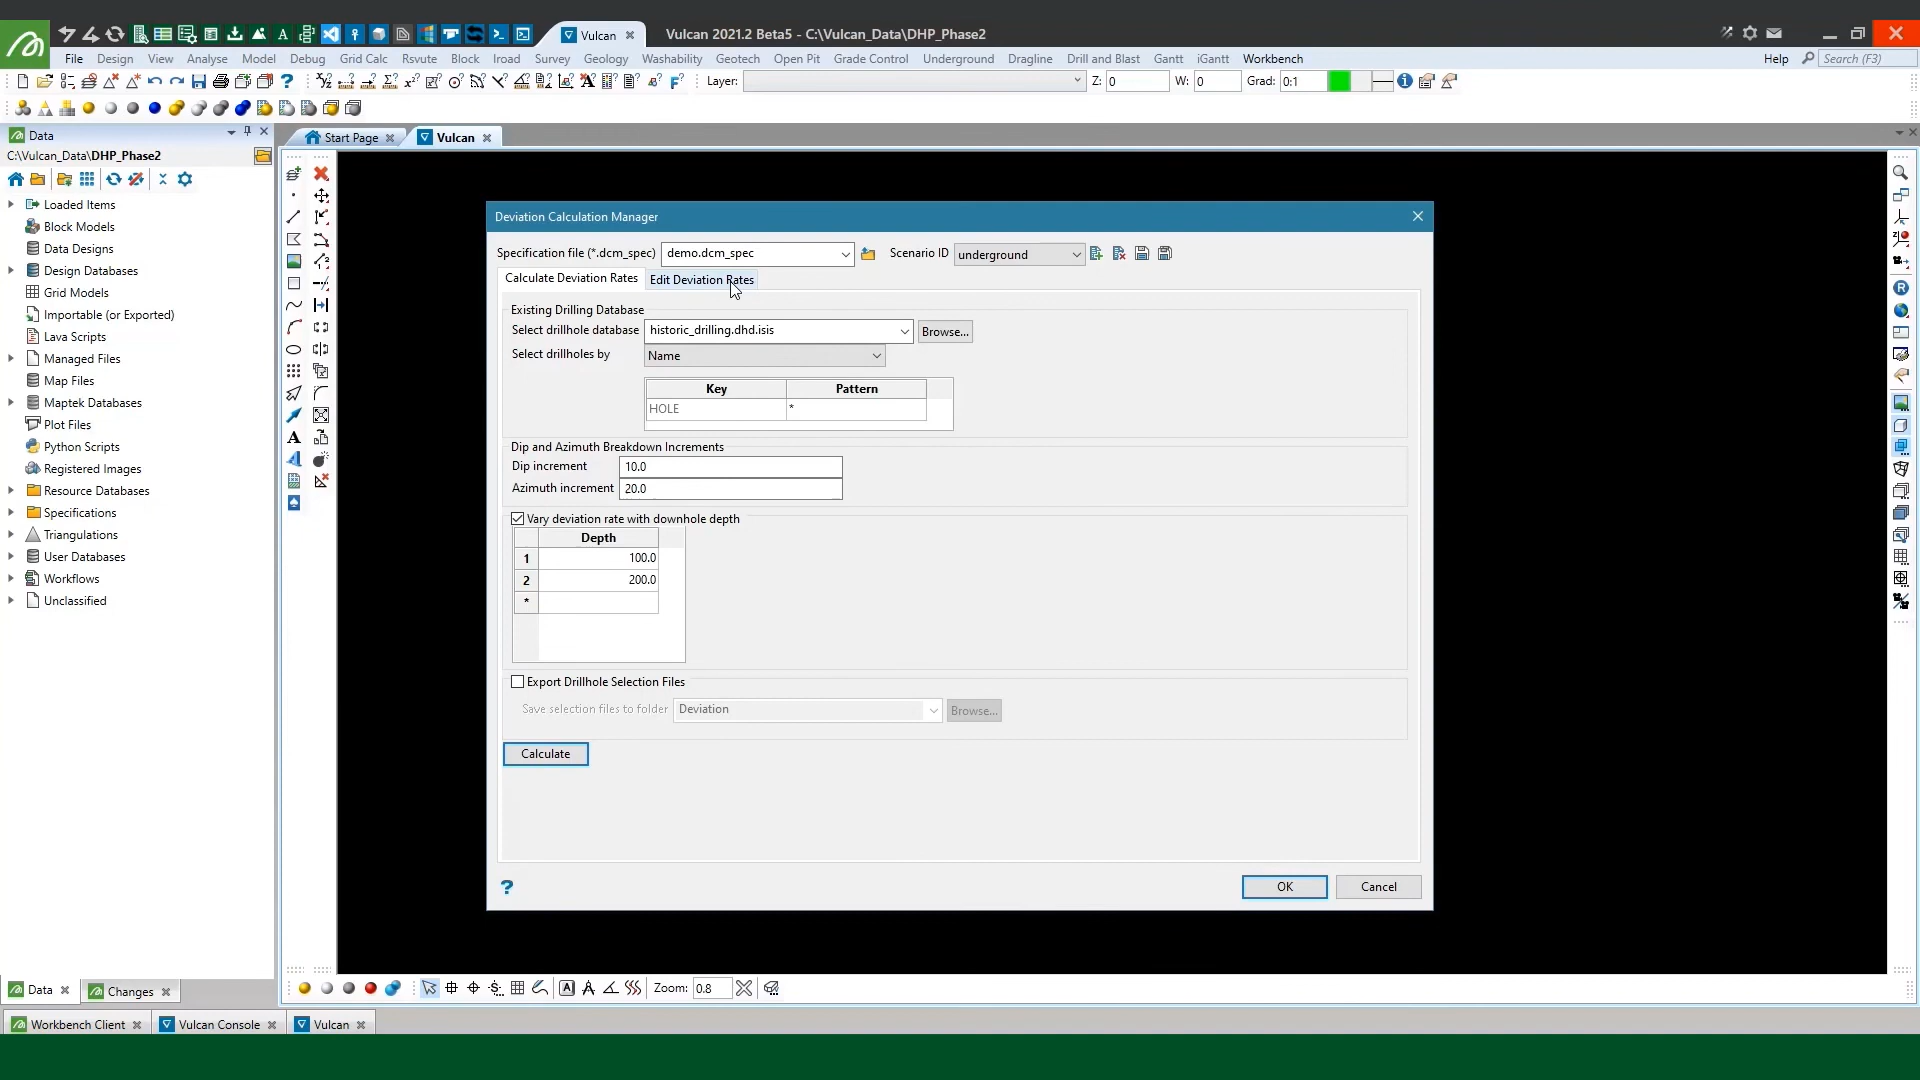 Vulcan
Vulcan 2021.2 Beta5 - C:\Vulcan_Data\DHP_Phase2
File Design View Analyse Model Debug Grid Calc Rsvute Block Iroad Survey Geology Washability Geotech Open Pit Grade Control Underground Dragline Drill and Blast Gantt iGantt Workbench Help Search (F3)
Layer: Z: 0 W: 0 Grad: 0:1
Data
Start Page Vulcan
C:\Vulcan_Data\DHP_Phase2
Loaded Items
Block Models
Data Designs
Design Databases
Grid Models
Importable (or Exported)
Lava Scripts
Managed Files
Map Files
Maptek Databases
Plot Files
Python Scripts
Registered Images
Resource Databases
Specifications
Triangulations
User Databases
Workflows
Unclassified
Deviation Calculation Manager
Specification file (*.dcm_spec) demo.dcm_spec Scenario ID underground
Calculate Deviation Rates Edit Deviation Rates
Existing Drilling Database
Select drillhole database historic_drilling.dhd.isis Browse...
Select drillholes by Name
Key Pattern
HOLE *
Dip and Azimuth Breakdown Increments
Dip increment 10.0
Azimuth increment 20.0
Vary deviation rate with downhole depth
Depth
1 100.0
2 200.0
*
Export Drillhole Selection Files
Save selection files to folder Deviation Browse...
Calculate
? OK Cancel
Data Changes
Zoom: 0.8
Workbench Client Vulcan Console Vulcan